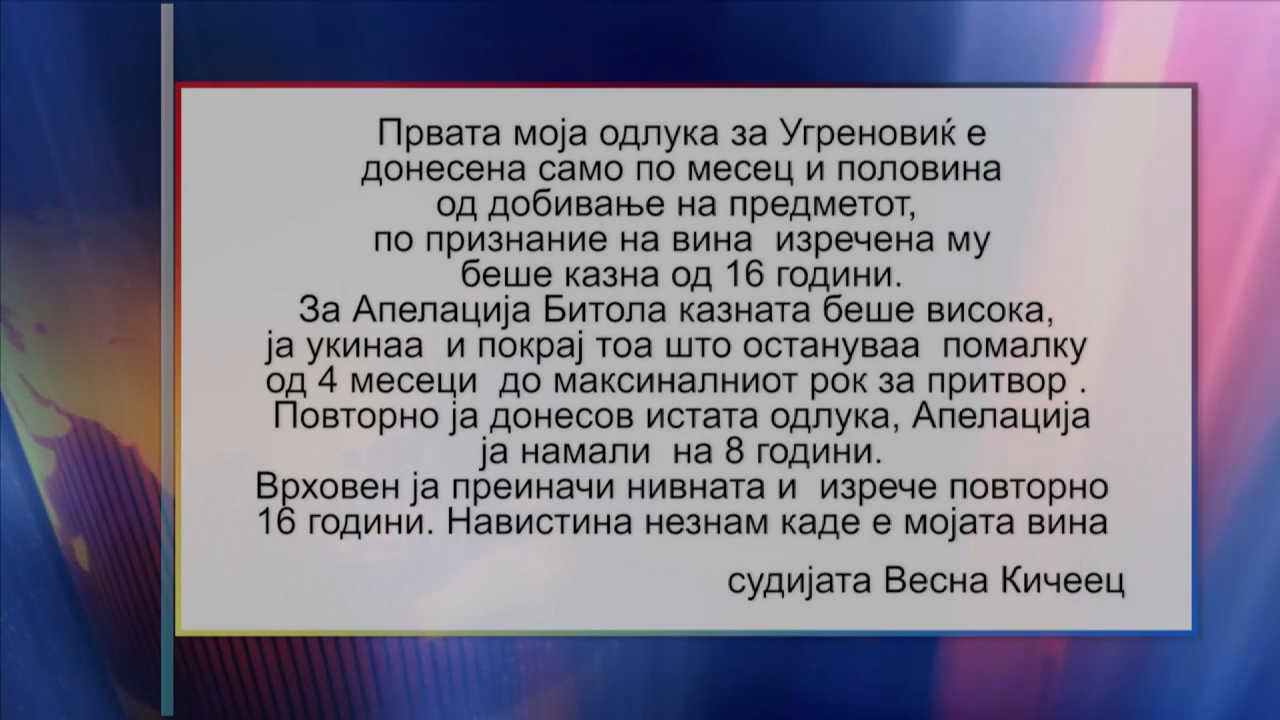 Првата моја одлука за Угреновиќ е
донесена само по месец и половина
од добивање на предметот,
по признание на вина  изречена му
беше казна од 16 години.
За Апелација Битола казната беше висока,
ја укинаа  и покрај тоа што остануваа  помалку
од 4 месеци  до максиналниот рок за притвор .
Повторно ја донесов истата одлука, Апелација
ја намали  на 8 години.
Врховен ја преиначи нивната и  изрече повторно
16 години. Навистина незнам каде е мојата вина
судијата Весна Кичеец